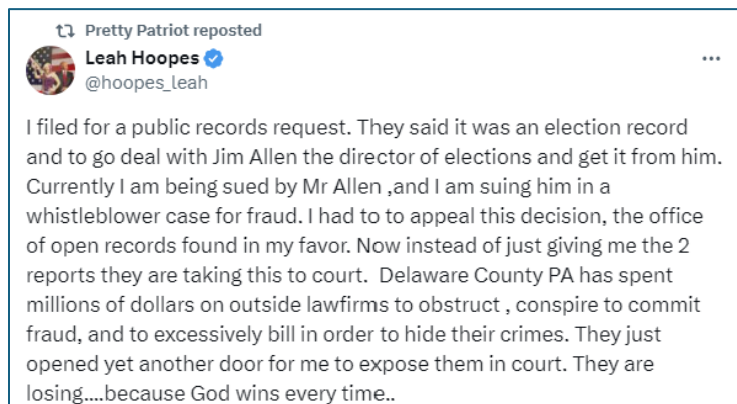 Pretty Patriot reposted
Leah Hoopes
@hoopes_leah
I filed for a public records request. They said it was an election record
and to go deal with Jim Allen the director of elections and get it from him.
Currently I am being sued by Mr Allen ,and I am suing him in a
whistleblower case for fraud. I had to to appeal this decision, the office
of open records found in my favor. Now instead of just giving me the 2
reports they are taking this to court.  Delaware County PA has spent
millions of dollars on outside lawfirms to obstruct , conspire to commit
fraud, and to excessively bill in order to hide their crimes. They just
opened yet another door for me to expose them in court. They are
losing....because God wins every time..